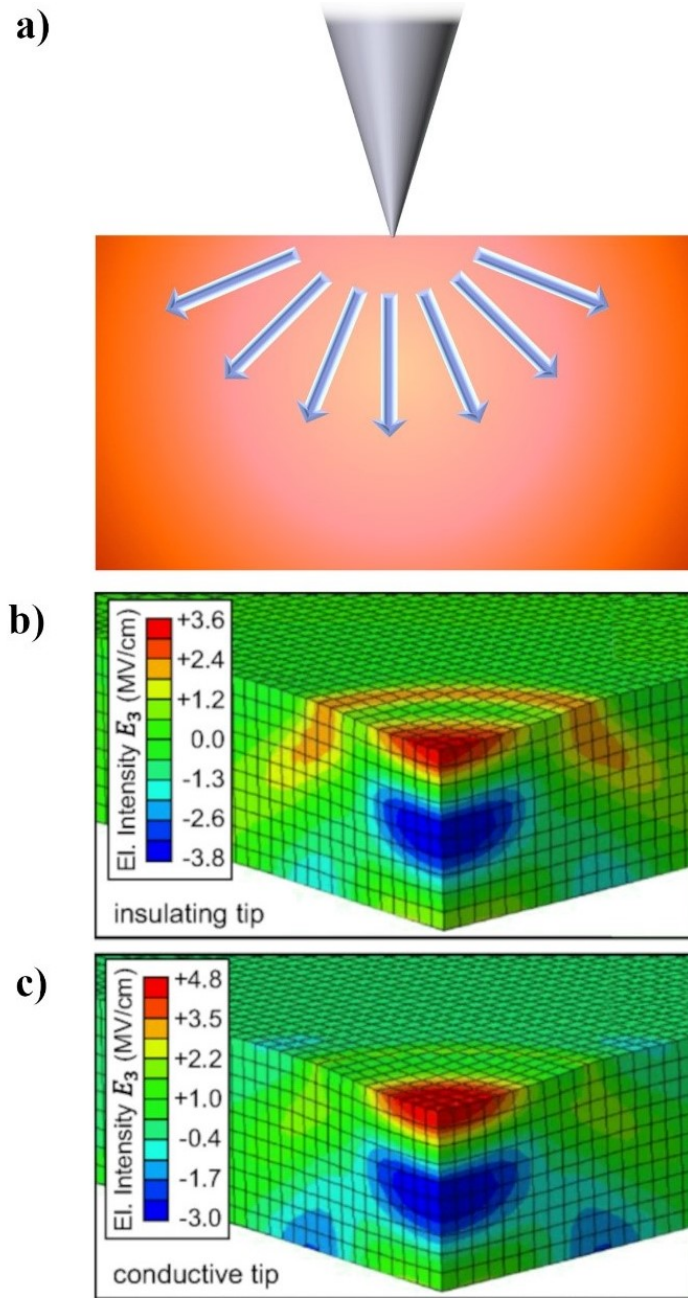 a)
b)
El. Intensity E₃ (MV/cm)
+3.6
+2.4
+1.2
0.0
-1.3
-2.6
-3.8
insulating tip
c)
El. Intensity E₃ (MV/cm)
+4.8
+3.5
+2.2
+1.0
-0.4
-1.7
-3.0
conductive tip